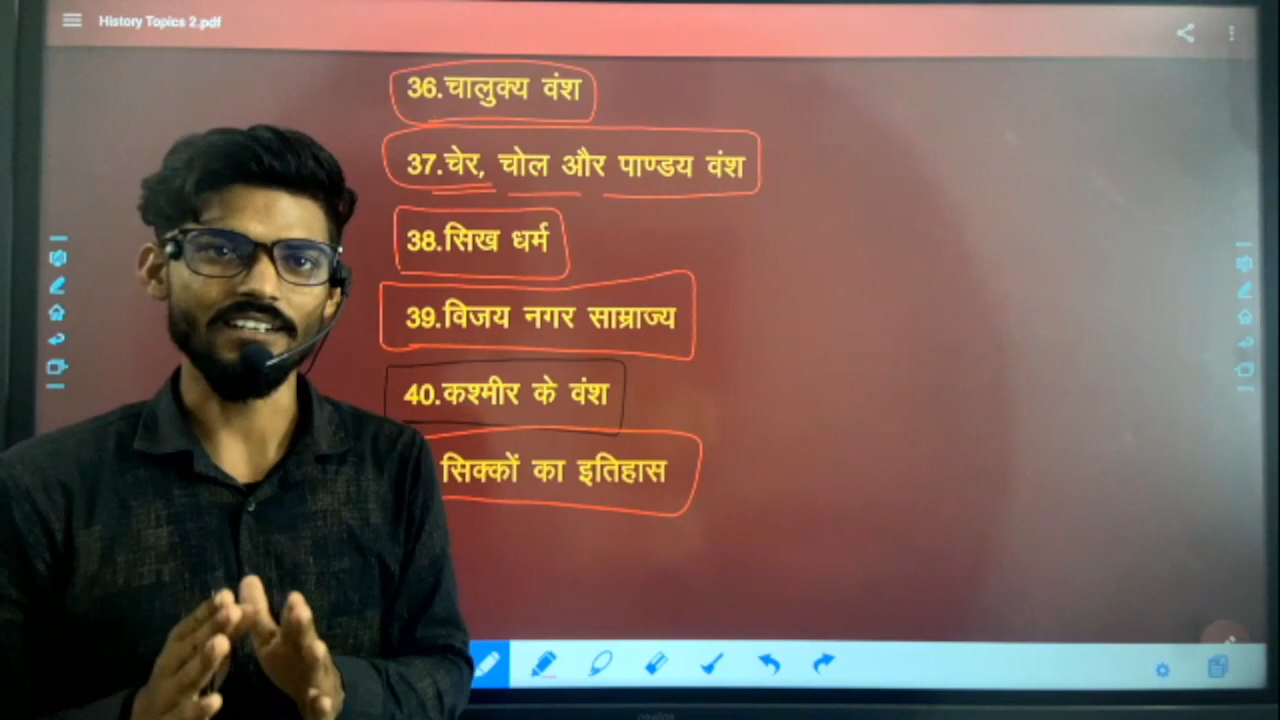 History Topics 2.pdf
36.चालुक्य वंश
37.चेर, चोल और पाण्डय वंश
38.सिख धर्म
39.विजय नगर साम्राज्य
40.कश्मीर के वंश
सिक्कों का इतिहास